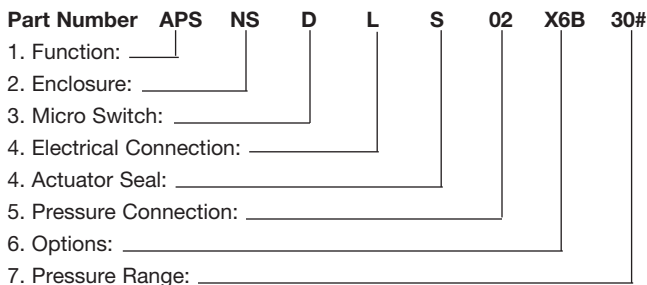 Part Number APS NS D L S 02 X6B 30#
1. Function:
2. Enclosure:
3. Micro Switch:
4. Electrical Connection:
4. Actuator Seal:
5. Pressure Connection:
6. Options:
7. Pressure Range: